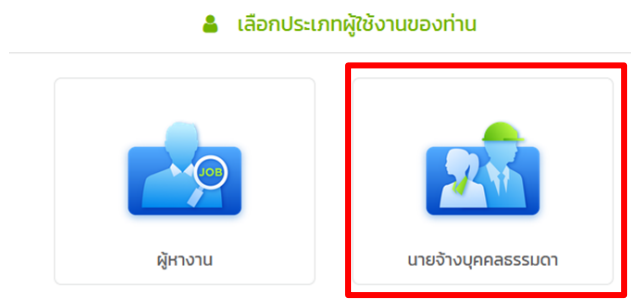 เลือกประเภทผู้ใช้งานของท่าน
JOB
ผู้หางาน
นายจ้างบุคคลธรรมดา